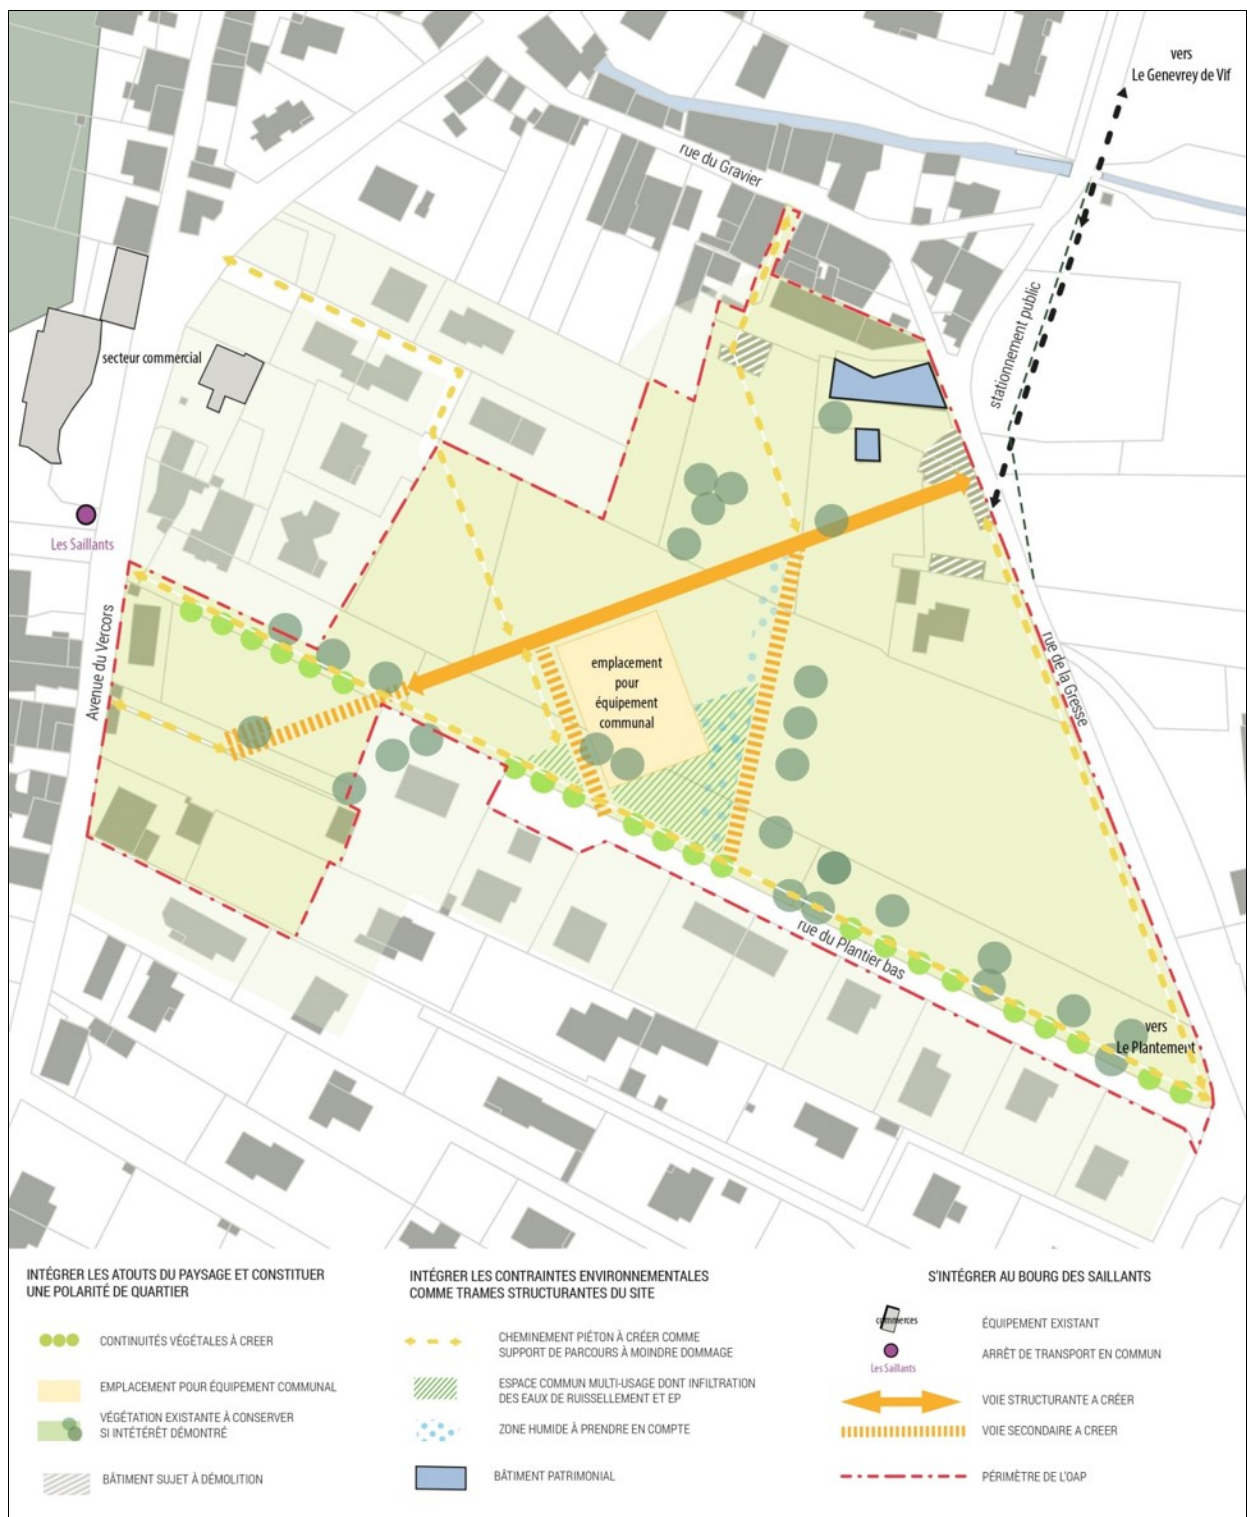 vers
Le Genevrey de Vif
rue du Gravier
stationnement public
secteur commercial
Les Saillants
Avenue du Vercors
emplacement
pour
équipement
communal
rue de la Gresse
rue du Plantier bas
vers
Le Plantement
INTÉGRER LES ATOUTS DU PAYSAGE ET CONSTITUER
UNE POLARITÉ DE QUARTIER
CONTINUITÉS VÉGÉTALES À CREER
EMPLACEMENT POUR ÉQUIPEMENT COMMUNAL
VÉGÉTATION EXISTANTE À CONSERVER
SI INTÉTÉRÊT DÉMONTRÉ
BÂTIMENT SUJET À DÉMOLITION
INTÉGRER LES CONTRAINTES ENVIRONNEMENTALES
COMME TRAMES STRUCTURANTES DU SITE
CHEMINEMENT PIÉTON À CRÉER COMME
SUPPORT DE PARCOURS À MOINDRE DOMMAGE
ESPACE COMMUN MULTI-USAGE DONT INFILTRATION
DES EAUX DE RUISSELLEMENT ET EP
ZONE HUMIDE À PRENDRE EN COMPTE
BÂTIMENT PATRIMONIAL
S'INTÉGRER AU BOURG DES SAILLANTS
commerces
ÉQUIPEMENT EXISTANT
ARRÊT DE TRANSPORT EN COMMUN
Les Saillants
VOIE STRUCTURANTE A CRÉER
VOIE SECONDAIRE A CREER
PÉRIMÈTRE DE L'OAP